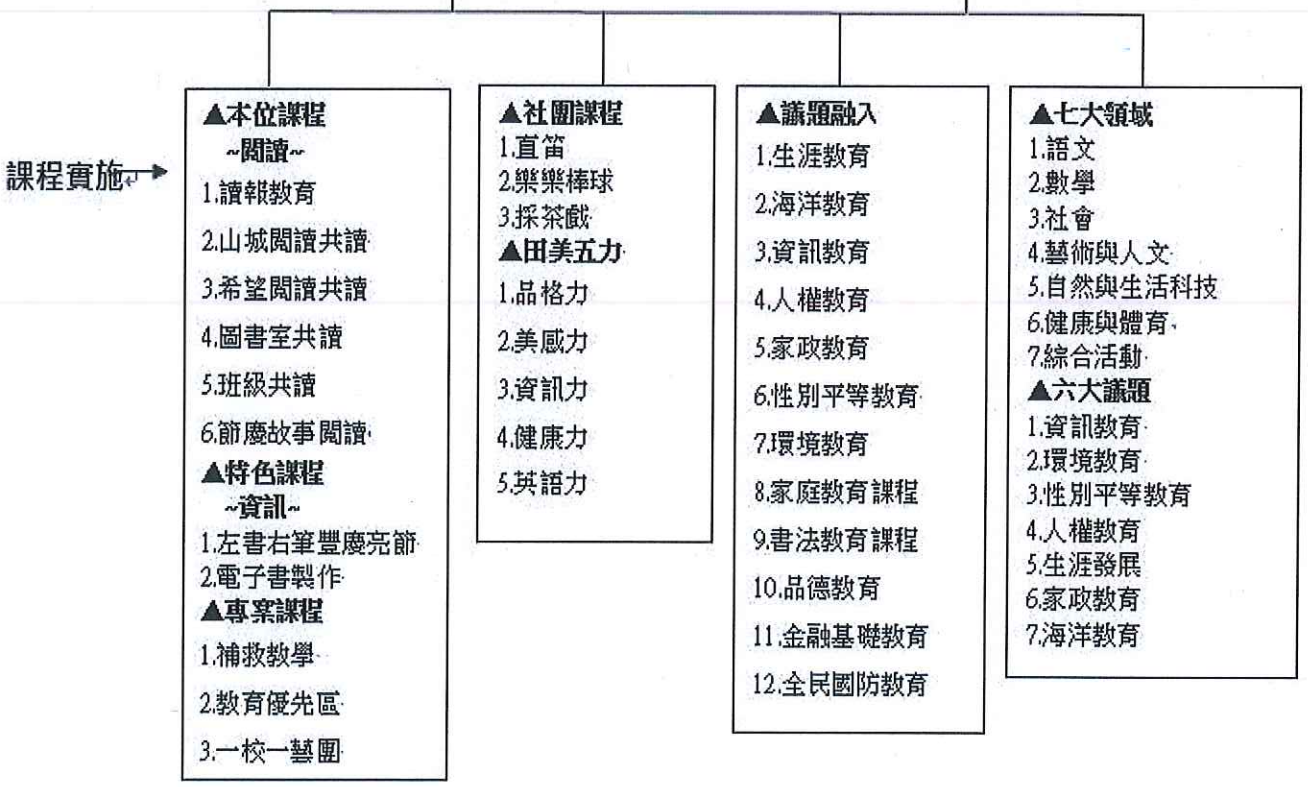 課程實施
▲本位課程
~閱讀~
1.讀報教育
2.山城閱讀共讀
3.希望閱讀共讀
4.圖書室共讀
5.班級共讀
6.節慶故事閱讀
▲特色課程
~資訊~
1.左書右筆豐慶亮節
2.電子書製作
▲專案課程
1.補救教學
2.教育優先區
3.一校一藝團
▲社團課程
1.直笛
2.樂樂棒球
3.採茶戲
▲田美五力
1.品格力
2.美感力
3.資訊力
4.健康力
5.英語力
▲議題融入
1.生涯教育
2.海洋教育
3.資訊教育
4.人權教育
5.家政教育
6.性別平等教育
7.環境教育
8.家庭教育課程
9.書法教育課程
10.品德教育
11.金融基礎教育
12.全民國防教育
▲七大領域
1.語文
2.數學
3.社會
4.藝術與人文
5.自然與生活科技
6.健康與體育
7.綜合活動
▲六大議題
1.資訊教育
2.環境教育
3.性別平等教育
4.人權教育
5.生涯發展
6.家政教育
7.海洋教育